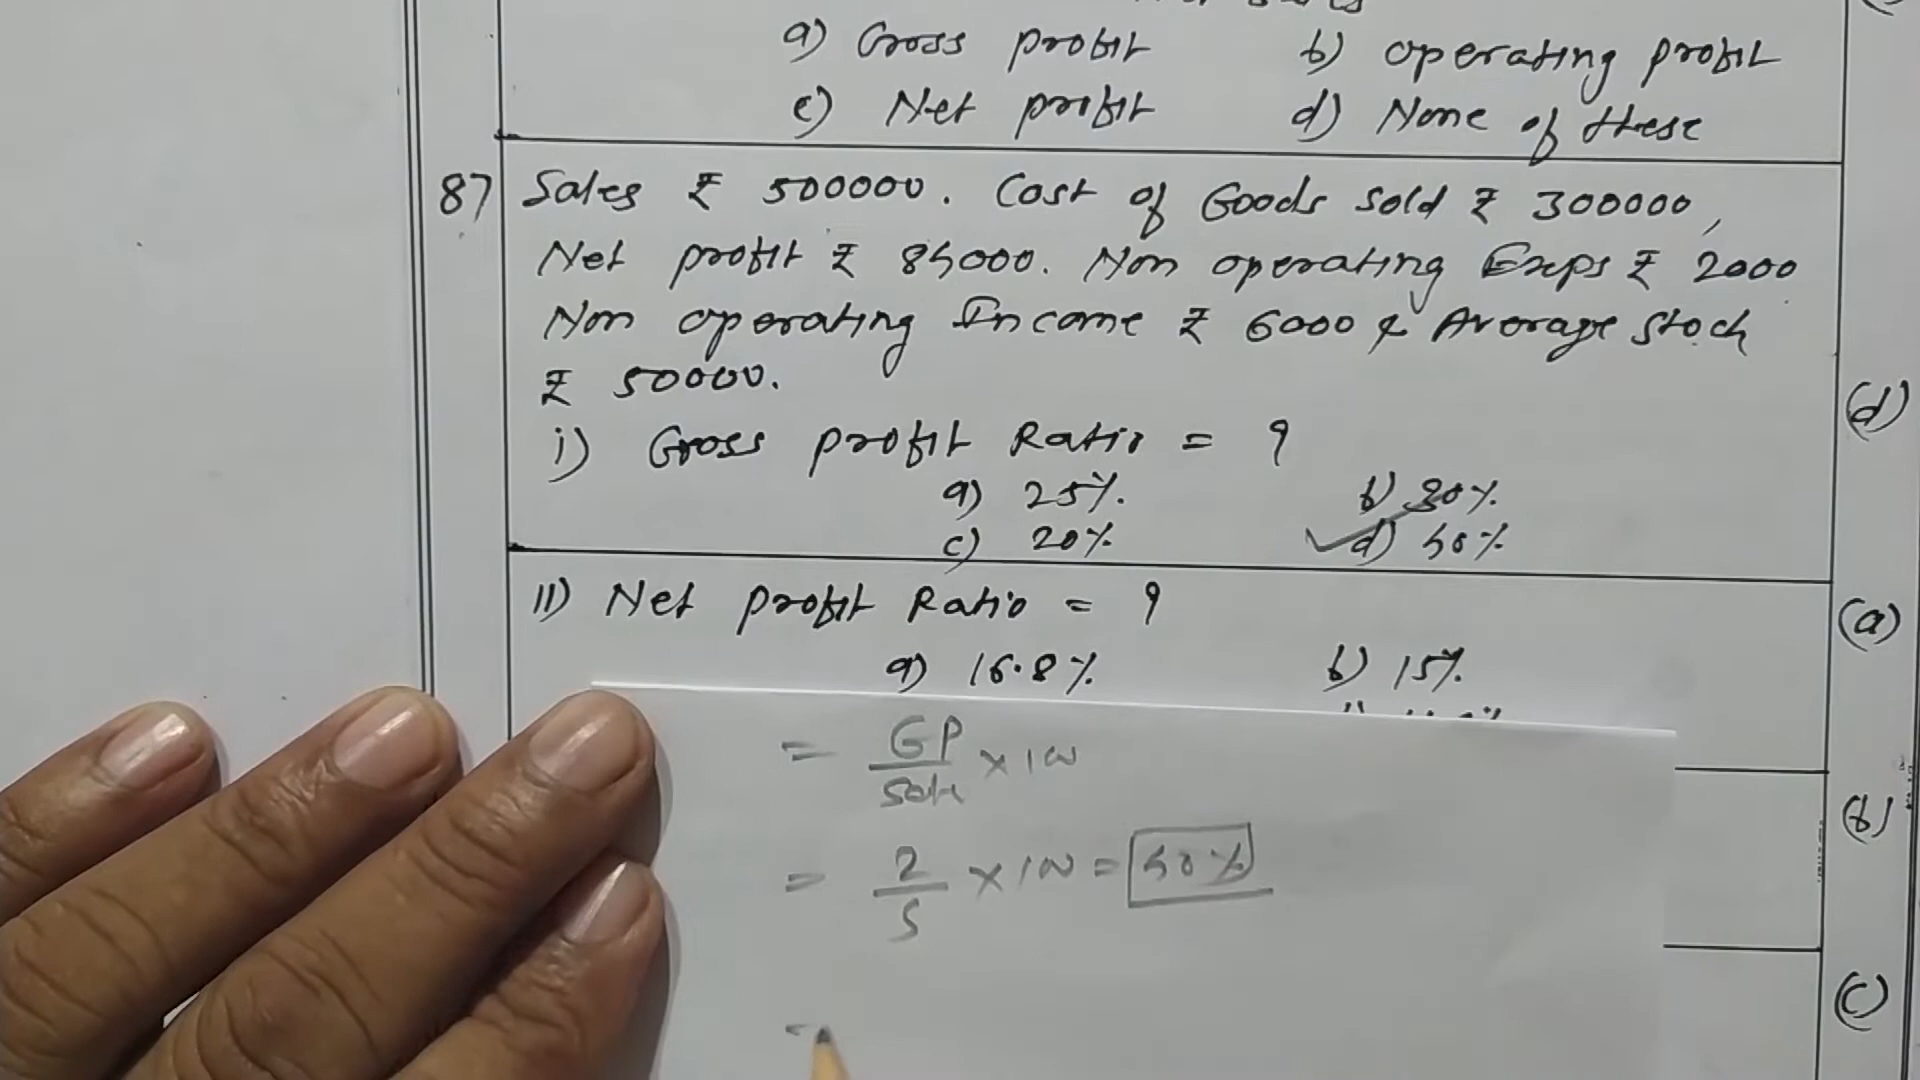 a) Gross profit b) operating profit
c) Net profit d) None of these
87 Sales ₹ 500000. Cost of Goods Sold ₹ 300000,
Net profit ₹ 84000. Non operating Exps ₹ 2000
Non operating Income ₹ 6000 & Average Stock
₹ 50000.
(d)
i) Gross profit Ratio = ?
a) 25%. b) 30%.
c) 20% d) 40%
II) Net profit Ratio = ?
(a)
a) 16.8% b) 15%.
= GP/Sale × 100
(b)
= 2/5 × 100 = 40%
(c)
=